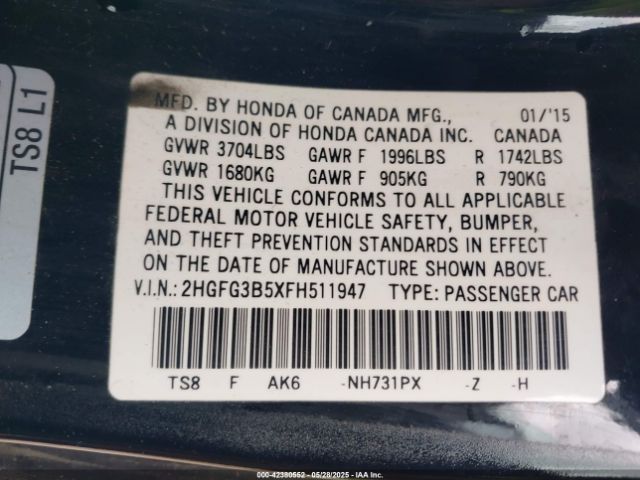 TS8 L1
MFD. BY HONDA OF CANADA MFG., 01/'15
A DIVISION OF HONDA CANADA INC. CANADA
GVWR 3704LBS GAWR F 1996LBS R 1742LBS
GVWR 1680KG GAWR F 905KG R 790KG
THIS VEHICLE CONFORMS TO ALL APPLICABLE
FEDERAL MOTOR VEHICLE SAFETY, BUMPER,
AND THEFT PREVENTION STANDARDS IN EFFECT
ON THE DATE OF MANUFACTURE SHOWN ABOVE.
V.I.N.: 2HGFG3B5XFH511947 TYPE: PASSENGER CAR
TS8 F AK6 -NH731PX -Z -H
000-42380552 - 05/28/2025 - IAA Inc.